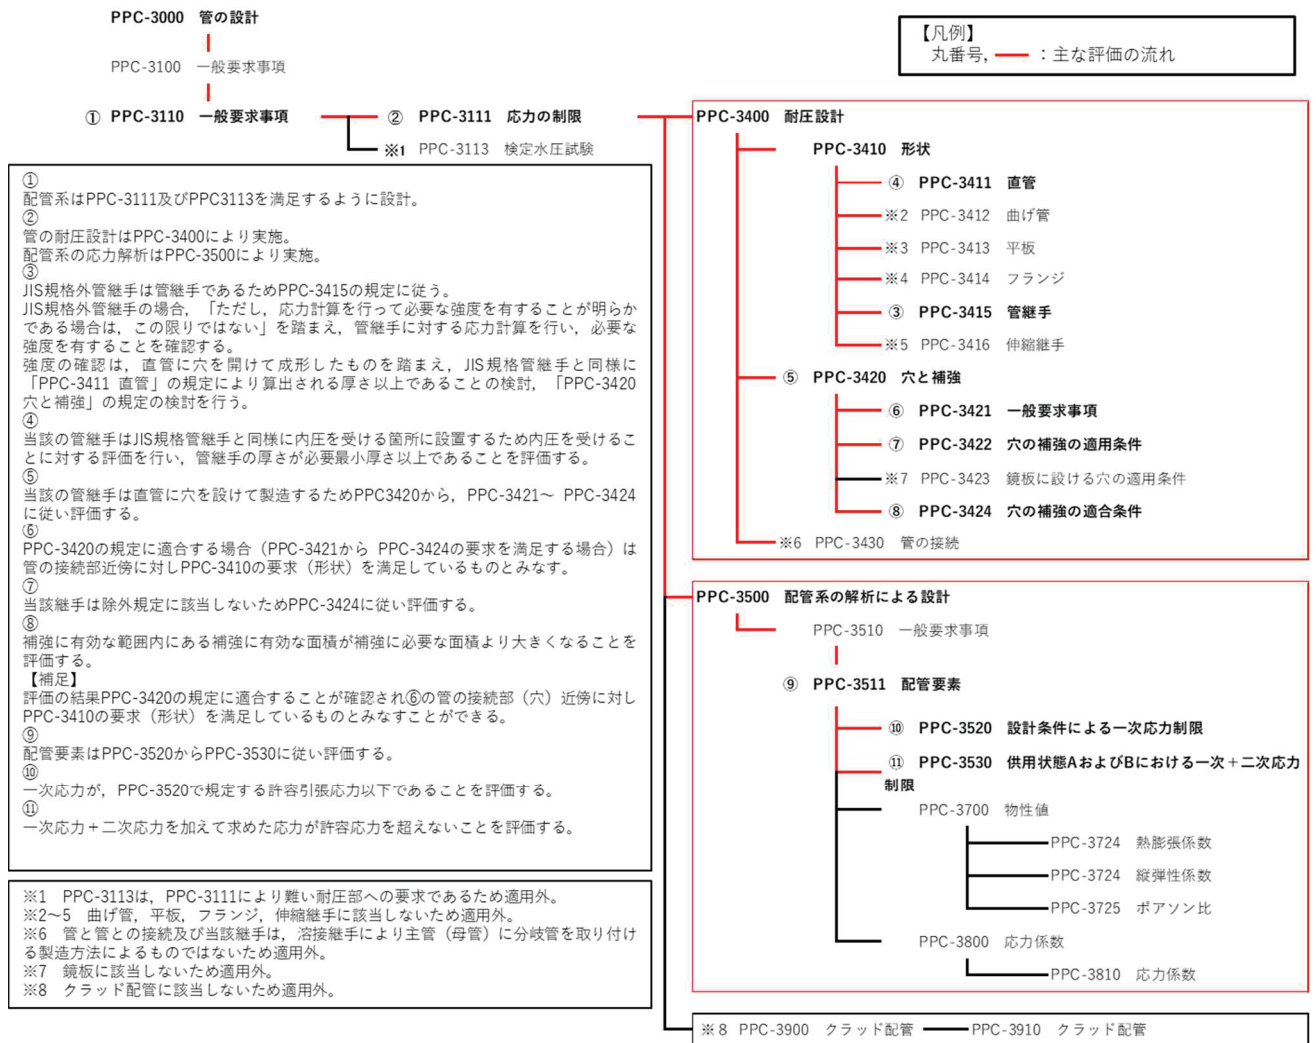 PPC-3000 管の設計
PPC-3100 一般要求事項
① PPC-3110 一般要求事項
② PPC-3111 応力の制限
※1 PPC-3113 検定水圧試験
【凡例】
丸番号, ── ：主な評価の流れ
①
配管系はPPC-3111及びPPC3113を満足するように設計。
②
管の耐圧設計はPPC-3400により実施。
配管系の応力解析はPPC-3500により実施。
③
JIS規格外管継手は管継手であるためPPC-3415の規定に従う。
JIS規格外管継手の場合，「ただし，応力計算を行って必要な強度を有することが明らか
である場合は，この限りではない」を踏まえ，管継手に対する応力計算を行い，必要な
強度を有することを確認する。
強度の確認は，直管に穴を開けて成形したものを踏まえ，JIS規格管継手と同様に
「PPC-3411 直管」の規定により算出される厚さ以上であることの検討，「PPC-3420
穴と補強」の規定の検討を行う。
④
当該の管継手はJIS規格管継手と同様に内圧を受ける箇所に設置するため内圧を受けるこ
とに対する評価を行い，管継手の厚さが必要最小厚さ以上であることを評価する。
⑤
当該の管継手は直管に穴を設けて製造するためPPC3420から，PPC-3421～ PPC-3424
に従い評価する。
⑥
PPC-3420の規定に適合する場合（PPC-3421から PPC-3424の要求を満足する場合）は
管の接続部近傍に対しPPC-3410の要求（形状）を満足しているものとみなす。
⑦
当該継手は除外規定に該当しないためPPC-3424に従い評価する。
⑧
補強に有効な範囲内にある補強に有効な面積が補強に必要な面積より大きくなることを
評価する。
【補足】
評価の結果PPC-3420の規定に適合することが確認され⑥の管の接続部（穴）近傍に対し
PPC-3410の要求（形状）を満足しているものとみなすことができる。
⑨
配管要素はPPC-3520からPPC-3530に従い評価する。
⑩
一次応力が，PPC-3520で規定する許容引張応力以下であることを評価する。
⑪
一次応力＋二次応力を加えて求めた応力が許容応力を超えないことを評価する。
※1 PPC-3113は，PPC-3111により難い耐圧部への要求であるため適用外。
※2～5 曲げ管，平板，フランジ，伸縮継手に該当しないため適用外。
※6 管と管との接続及び当該継手は，溶接継手により主管（母管）に分岐管を取り付け
る製造方法によるものではないため適用外。
※7 鏡板に該当しないため適用外。
※8 クラッド配管に該当しないため適用外。
PPC-3400 耐圧設計
PPC-3410 形状
④ PPC-3411 直管
※2 PPC-3412 曲げ管
※3 PPC-3413 平板
※4 PPC-3414 フランジ
③ PPC-3415 管継手
※5 PPC-3416 伸縮継手
⑤ PPC-3420 穴と補強
⑥ PPC-3421 一般要求事項
⑦ PPC-3422 穴の補強の適用条件
※7 PPC-3423 鏡板に設ける穴の適用条件
⑧ PPC-3424 穴の補強の適合条件
※6 PPC-3430 管の接続
PPC-3500 配管系の解析による設計
PPC-3510 一般要求事項
⑨ PPC-3511 配管要素
⑩ PPC-3520 設計条件による一次応力制限
⑪ PPC-3530 供用状態AおよびBにおける一次＋二次応力
制限
PPC-3700 物性値
PPC-3724 熱膨張係数
PPC-3724 縦弾性係数
PPC-3725 ポアソン比
PPC-3800 応力係数
PPC-3810 応力係数
※8 PPC-3900 クラッド配管 PPC-3910 クラッド配管